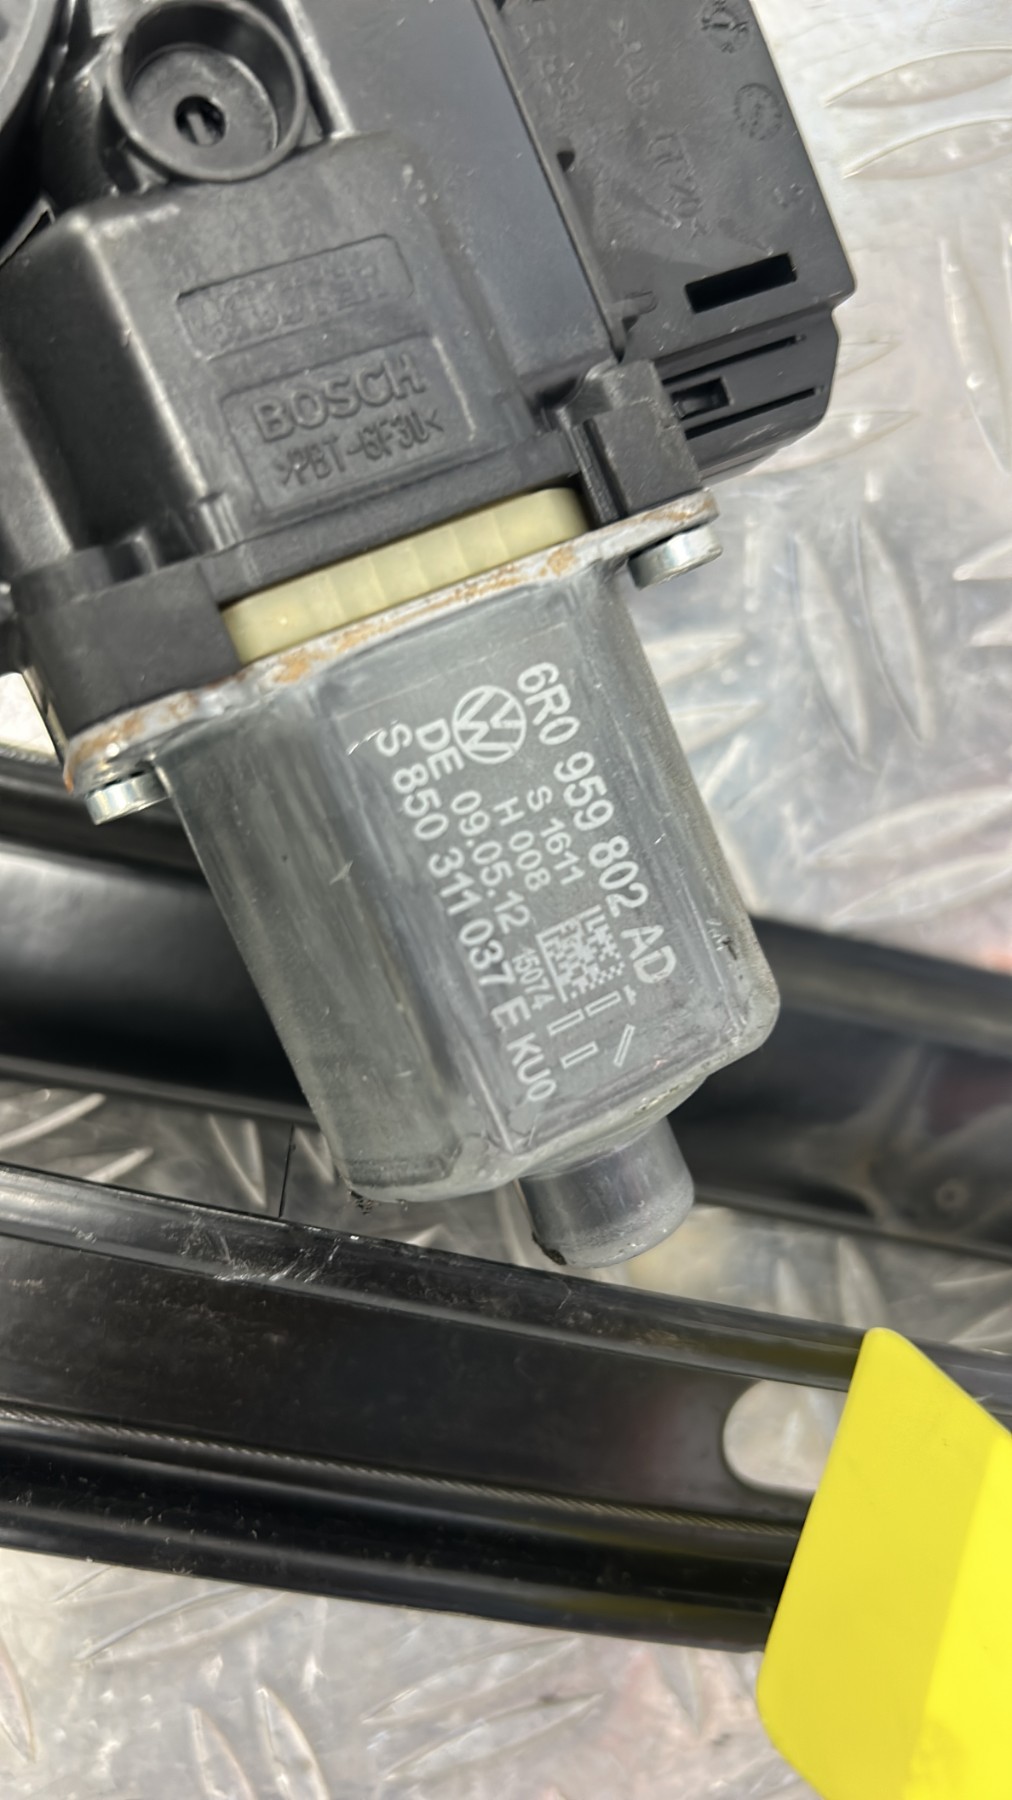 BOSCH
>PBT-GF30<
6R0 959 802 AD
S 1611
H 008
DE 09.05.12 15074
S 850 311 037 E KU0